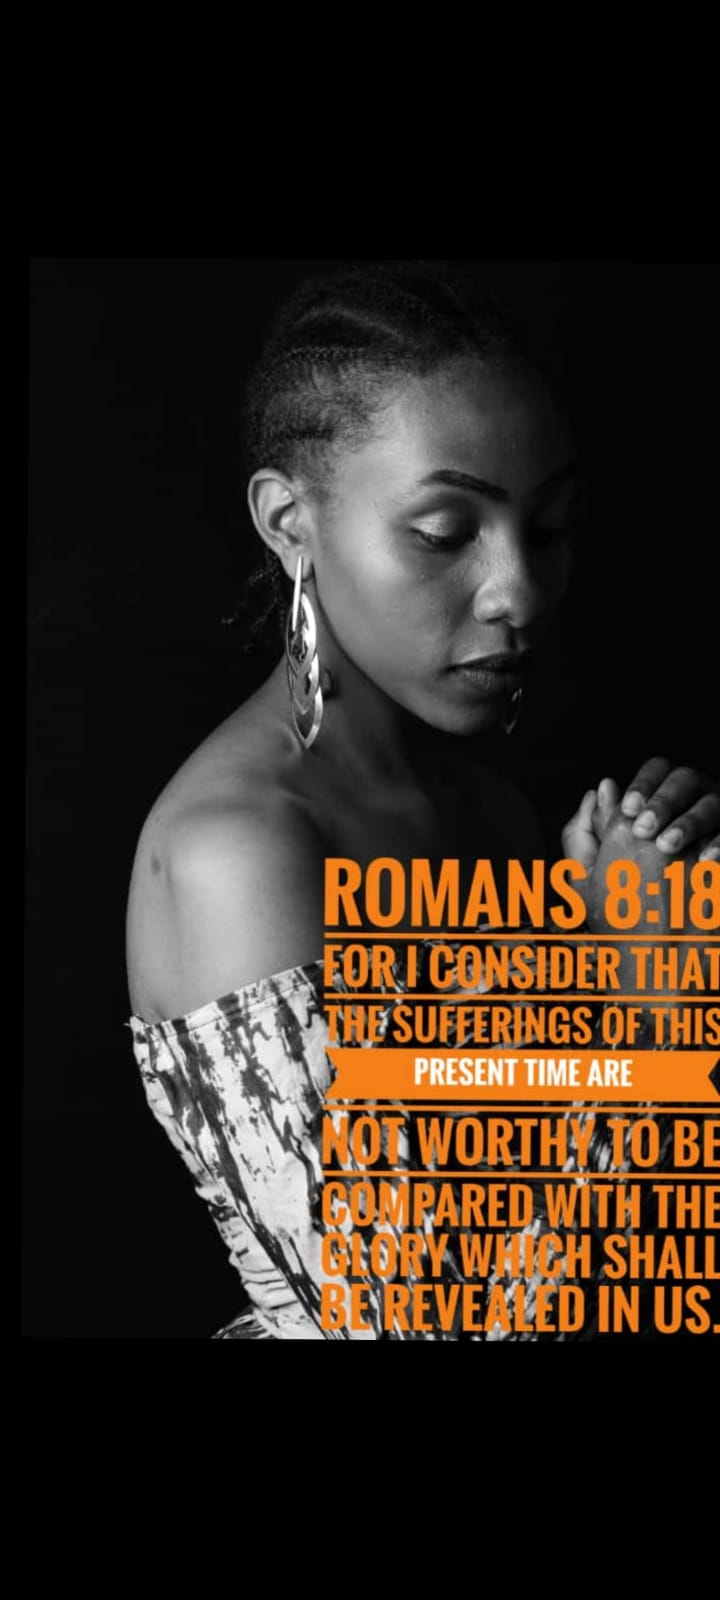 ROMANS 8:18
FOR I CONSIDER THAT
THE SUFFERINGS OF THIS
PRESENT TIME ARE
NOT WORTHY TO BE
COMPARED WITH THE
GLORY WHICH SHALL
BE REVEALED IN US.